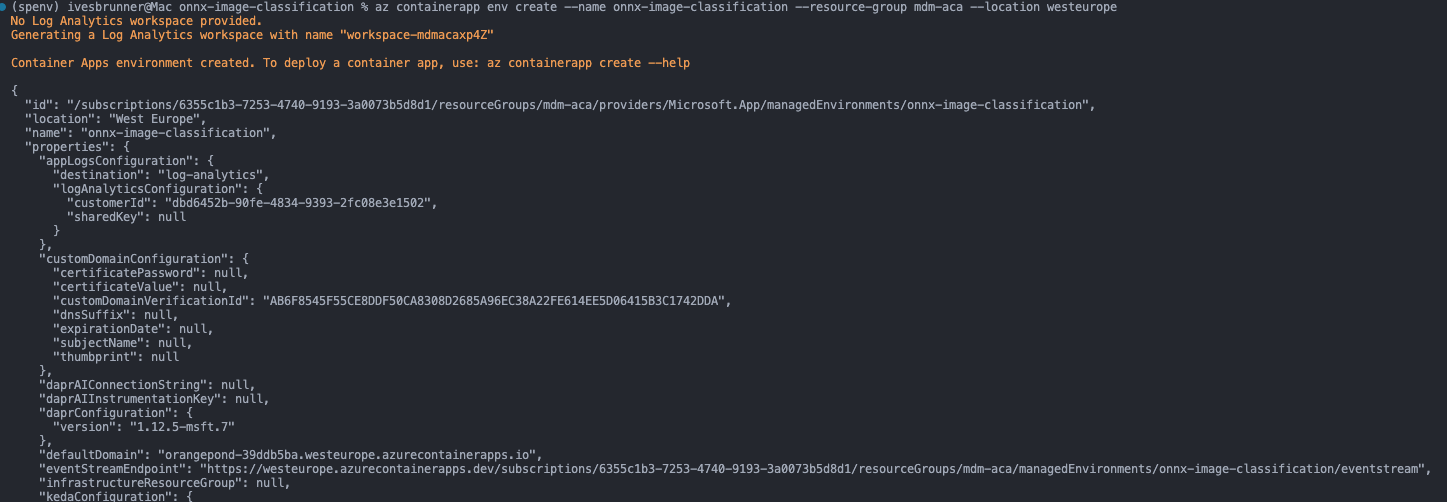 (spenv) ivesbrunner@Mac onnx-image-classification % az containerapp env create --name onnx-image-classification --resource-group mdm-aca --location westeurope
No Log Analytics workspace provided.
Generating a Log Analytics workspace with name "workspace-mdmacaxp4Z"
Container Apps environment created. To deploy a container app, use: az containerapp create --help
{
"id": "/subscriptions/6355c1b3-7253-4740-9193-3a0073b5d8d1/resourceGroups/mdm-aca/providers/Microsoft.App/managedEnvironments/onnx-image-classification",
"location": "West Europe",
"name": "onnx-image-classification",
"properties": {
"appLogsConfiguration": {
"destination": "log-analytics",
"logAnalyticsConfiguration": {
"customerId": "dbd6452b-90fe-4834-9393-2fc08e3e1502",
"sharedKey": null
}
},
"customDomainConfiguration": {
"certificatePassword": null,
"certificateValue": null,
"customDomainVerificationId": "AB6F8545F55CE8DDF50CA8308D2685A96EC38A22FE614EE5D06415B3C1742DDA",
"dnsSuffix": null,
"expirationDate": null,
"subjectName": null,
"thumbprint": null
},
"daprAIConnectionString": null,
"daprAIInstrumentationKey": null,
"daprConfiguration": {
"version": "1.12.5-msft.7"
},
"defaultDomain": "orangepond-39ddb5ba.westeurope.azurecontainerapps.io",
"eventStreamEndpoint": "https://westeurope.azurecontainerapps.dev/subscriptions/6355c1b3-7253-4740-9193-3a0073b5d8d1/resourceGroups/mdm-aca/managedEnvironments/onnx-image-classification/eventstream",
"infrastructureResourceGroup": null,
"kedaConfiguration": {